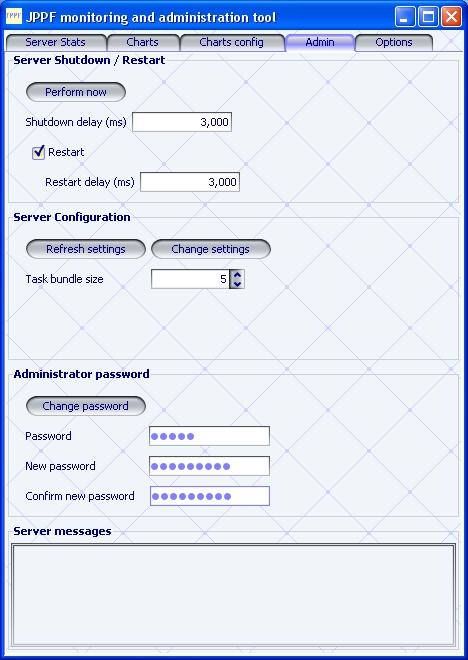 JPPF JPPF monitoring and administration tool
Server Stats Charts Charts config Admin Options
Server Shutdown / Restart
Perform now
Shutdown delay (ms) 3,000
Restart
Restart delay (ms) 3,000
Server Configuration
Refresh settings Change settings
Task bundle size 5
Administrator password
Change password
Password
New password
Confirm new password
Server messages